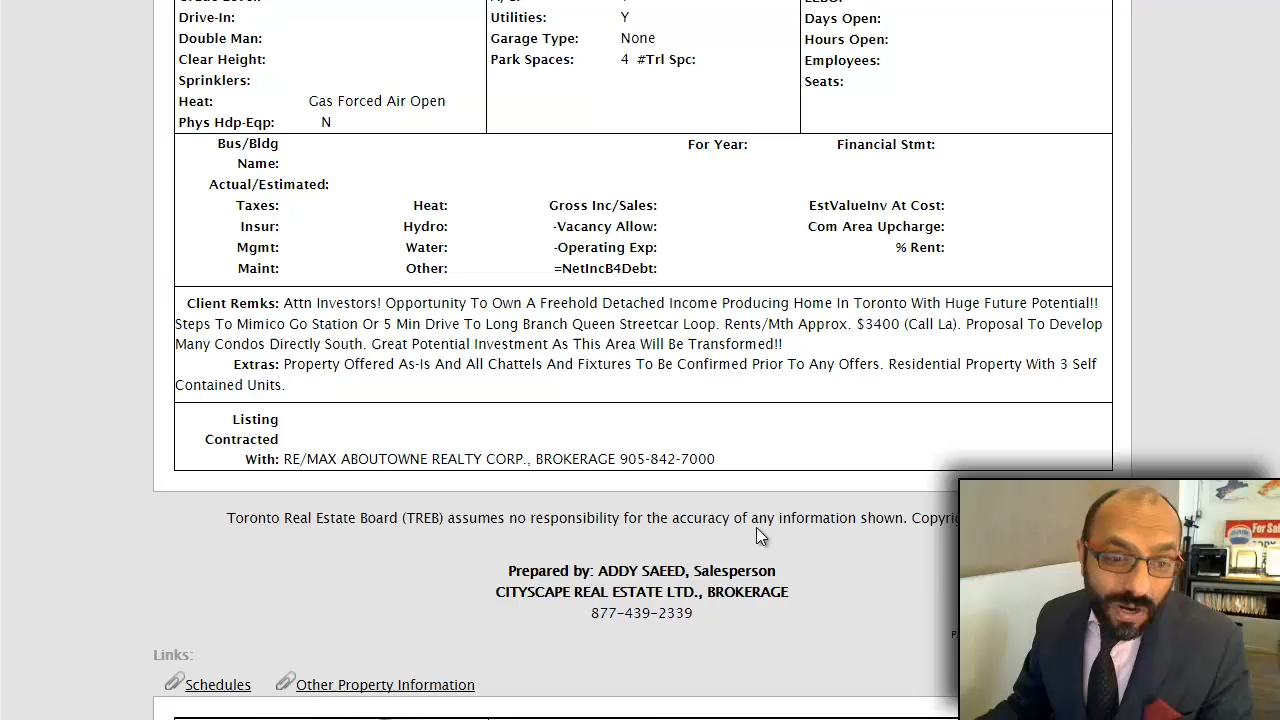 Drive-In:
Double Man:
Clear Height:
Sprinklers:
Heat: Gas Forced Air Open
Phys Hdp-Eqp: N
Utilities: Y
Garage Type: None
Park Spaces: 4 #Trl Spc:
Days Open:
Hours Open:
Employees:
Seats:
Bus/Bldg Name:
For Year: Financial Stmt:
Actual/Estimated:
Taxes: Heat: Gross Inc/Sales: EstValueInv At Cost:
Insur: Hydro: -Vacancy Allow: Com Area Upcharge:
Mgmt: Water: -Operating Exp: % Rent:
Maint: Other: =NetIncB4Debt:
Client Remks: Attn Investors! Opportunity To Own A Freehold Detached Income Producing Home In Toronto With Huge Future Potential!!
Steps To Mimico Go Station Or 5 Min Drive To Long Branch Queen Streetcar Loop. Rents/Mth Approx. $3400 (Call La). Proposal To Develop
Many Condos Directly South. Great Potential Investment As This Area Will Be Transformed!!
Extras: Property Offered As-Is And All Chattels And Fixtures To Be Confirmed Prior To Any Offers. Residential Property With 3 Self
Contained Units.
Listing
Contracted
With: RE/MAX ABOUTOWNE REALTY CORP., BROKERAGE 905-842-7000
Toronto Real Estate Board (TREB) assumes no responsibility for the accuracy of any information shown.
Prepared by: ADDY SAEED, Salesperson
CITYSCAPE REAL ESTATE LTD., BROKERAGE
877-439-2339
Links:
Schedules Other Property Information
For Sal